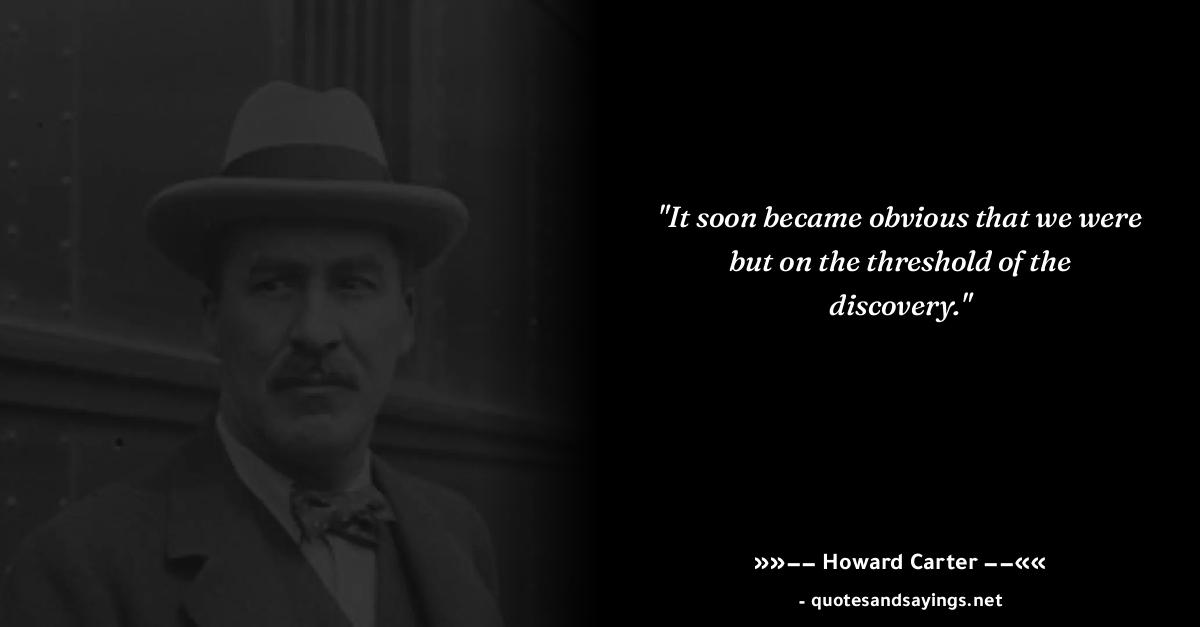 "It soon became obvious that we were
but on the threshold of the
discovery."
»»–– Howard Carter ––««
- quotesandsayings.net